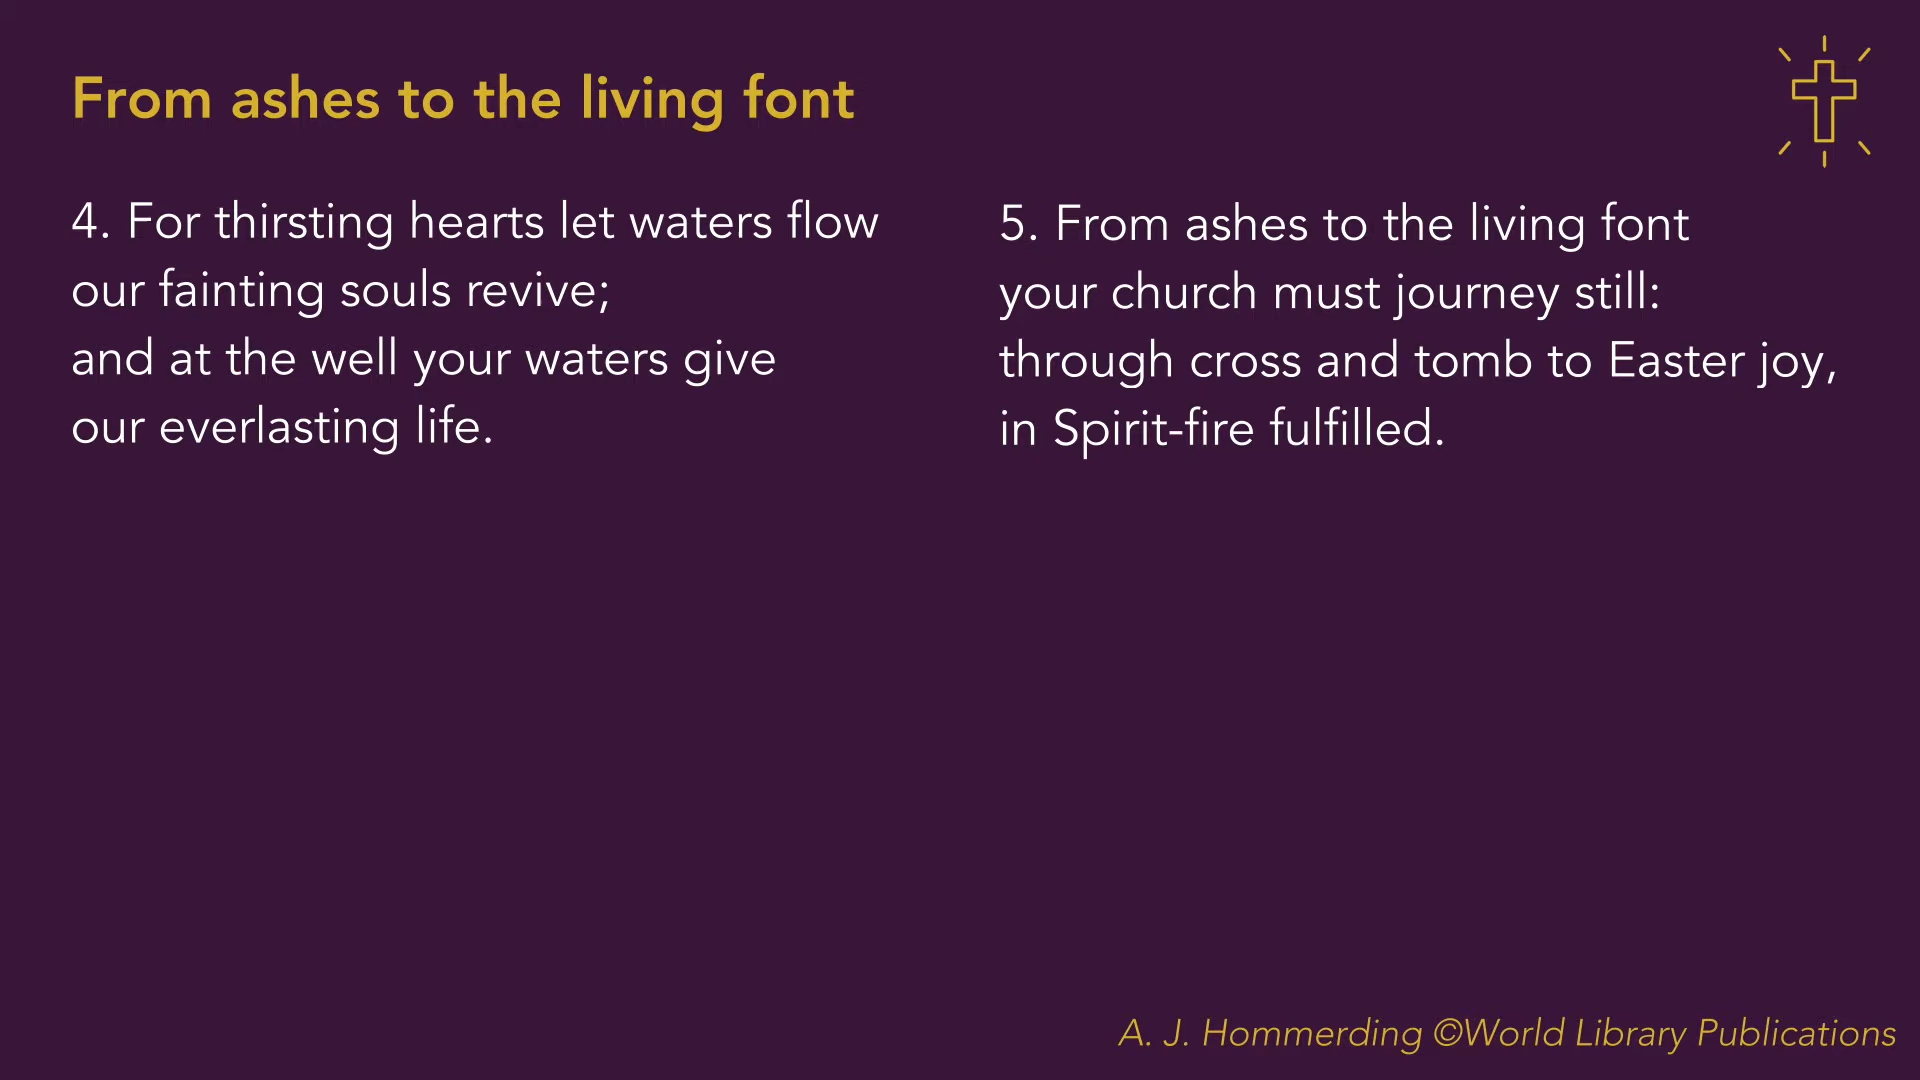 From ashes to the living font
4. For thirsting hearts let waters flow
our fainting souls revive;
and at the well your waters give
our everlasting life.
5. From ashes to the living font
your church must journey still:
through cross and tomb to Easter joy,
in Spirit-fire fulfilled.
A. J. Hommerding ©World Library Publications